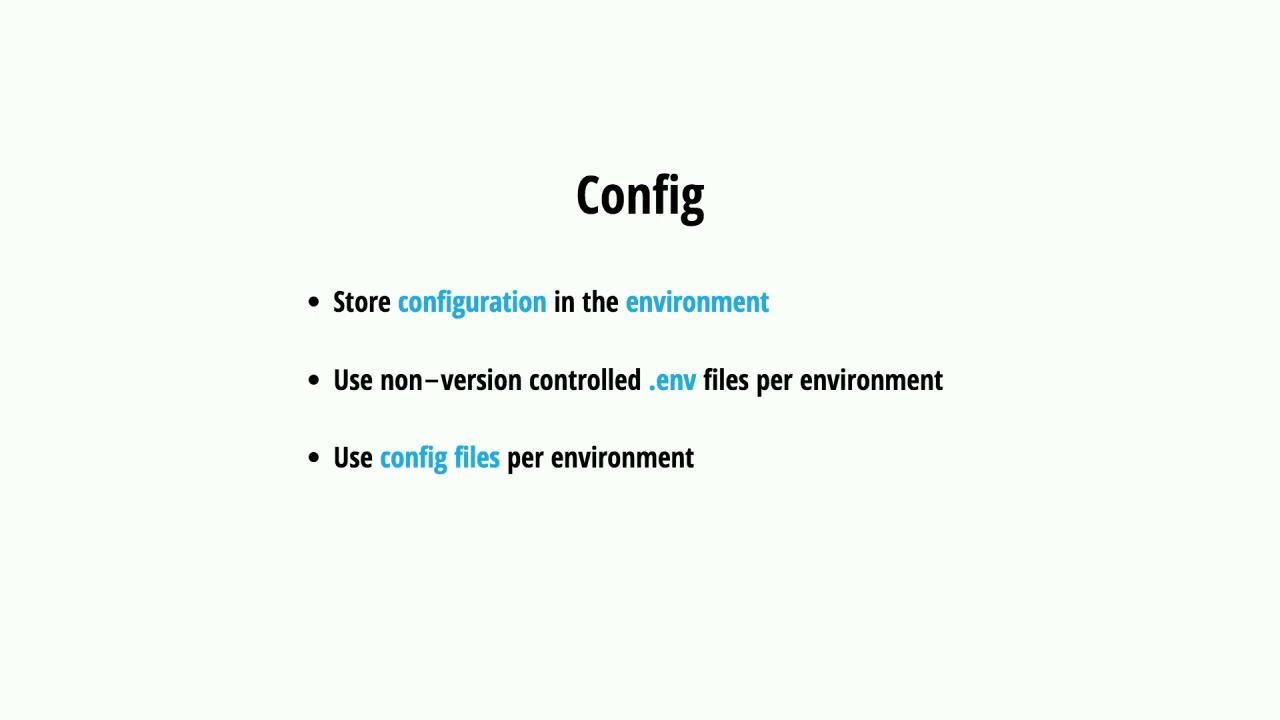 Config
• Store configuration in the environment
• Use non–version controlled .env files per environment
• Use config files per environment